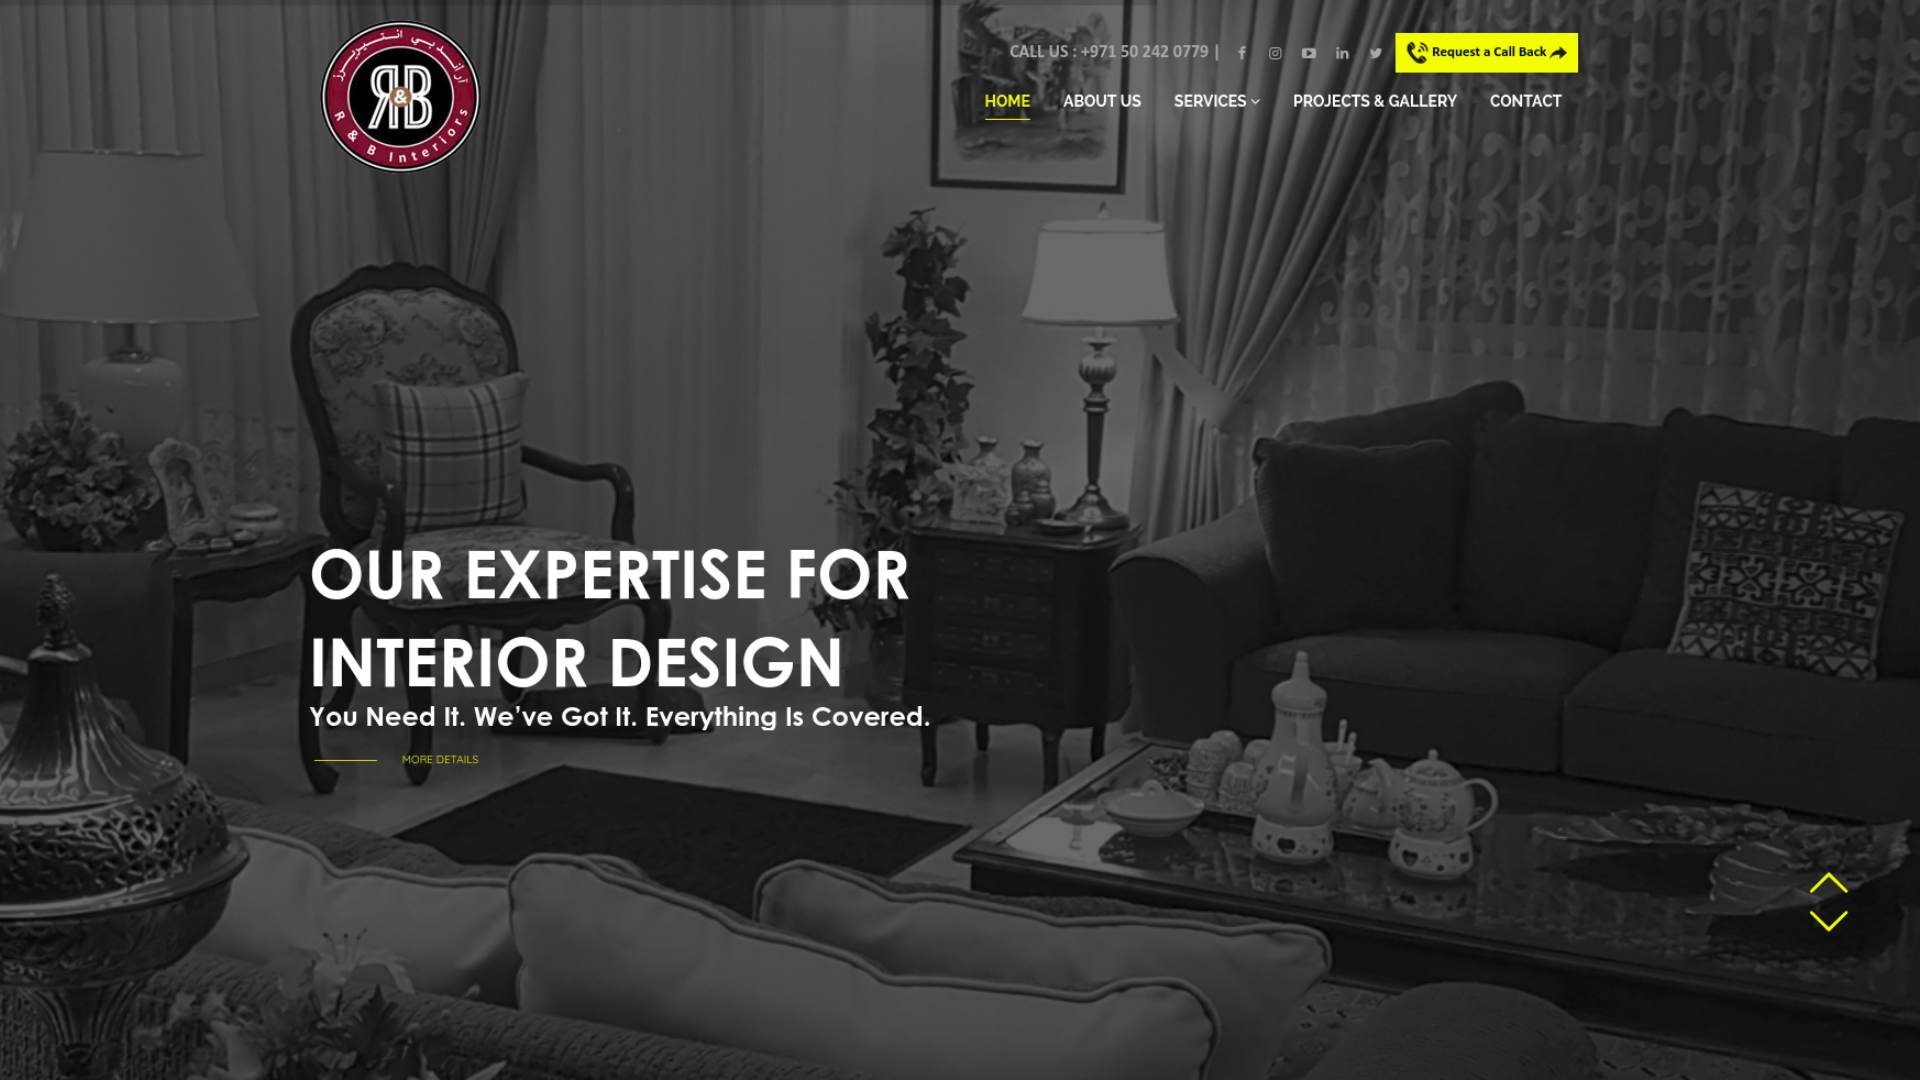 آر اند بي انتيريرز
R & B
R & B Interiors
CALL US : +971 50 242 0779 |
Request a Call Back
HOME
ABOUT US
SERVICES
PROJECTS & GALLERY
CONTACT
OUR EXPERTISE FOR
INTERIOR DESIGN
You Need It. We’ve Got It. Everything Is Covered.
MORE DETAILS